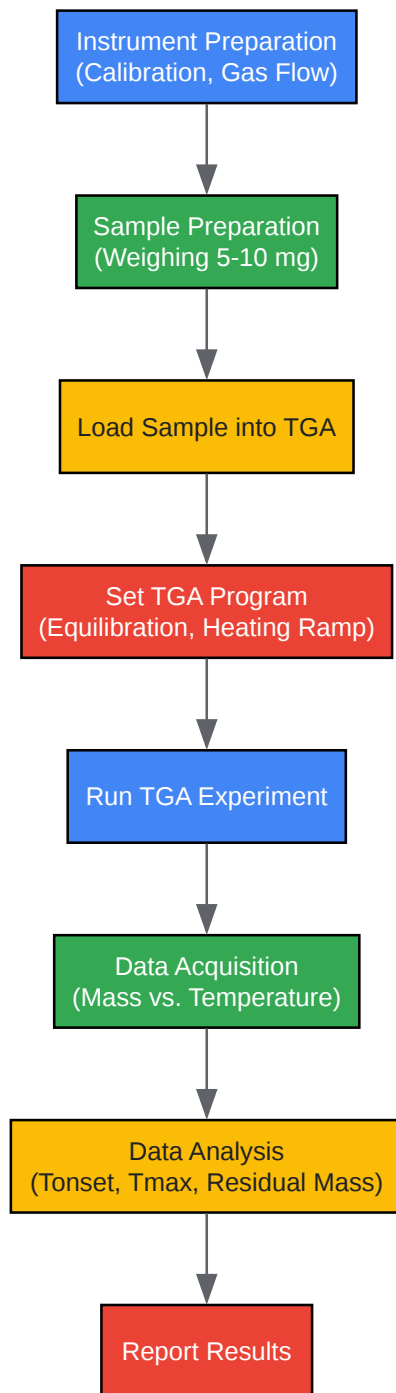 Instrument Preparation
(Calibration, Gas Flow)
Sample Preparation
(Weighing 5-10 mg)
Load Sample into TGA
Set TGA Program
(Equilibration, Heating Ramp)
Run TGA Experiment
Data Acquisition
(Mass vs. Temperature)
Data Analysis
(Tonset, Tmax, Residual Mass)
Report Results